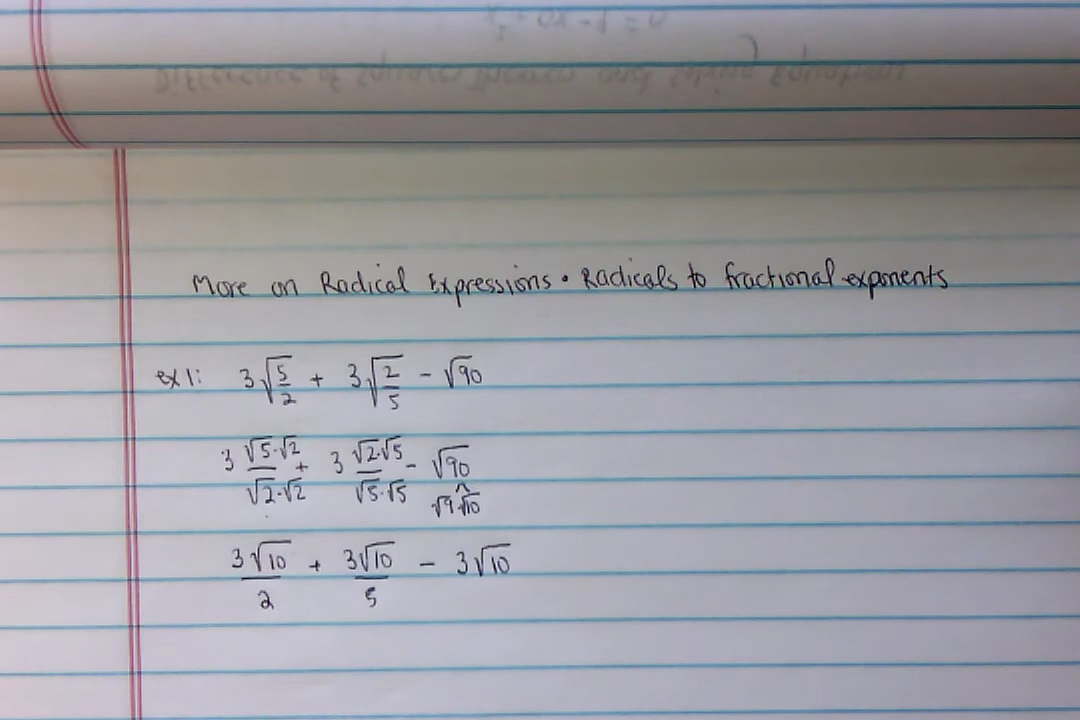 More on Radical Expressions • Radicals to fractional exponents
ex 1: 3√(5/2) + 3√(2/5) - √90
3 (√5·√2)/(√2·√2) + 3 (√2·√5)/(√5·√5) - √90
√9 √10
3√10/2 + 3√10/5 - 3√10